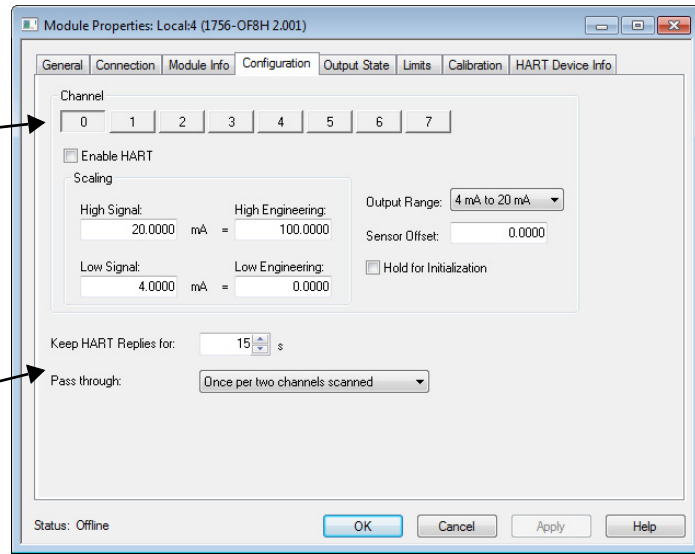 Module Properties: Local:4 (1756-OF8H 2.001)
General Connection Module Info Configuration Output State Limits Calibration HART Device Info
Channel
0 1 2 3 4 5 6 7
Enable HART
Scaling
High Signal: High Engineering:
20.0000 mA = 100.0000
Low Signal: Low Engineering:
4.0000 mA = 0.0000
Output Range: 4 mA to 20 mA
Sensor Offset: 0.0000
Hold for Initialization
Keep HART Replies for: 15 s
Pass through: Once per two channels scanned
Status: Offline
OK Cancel Apply Help